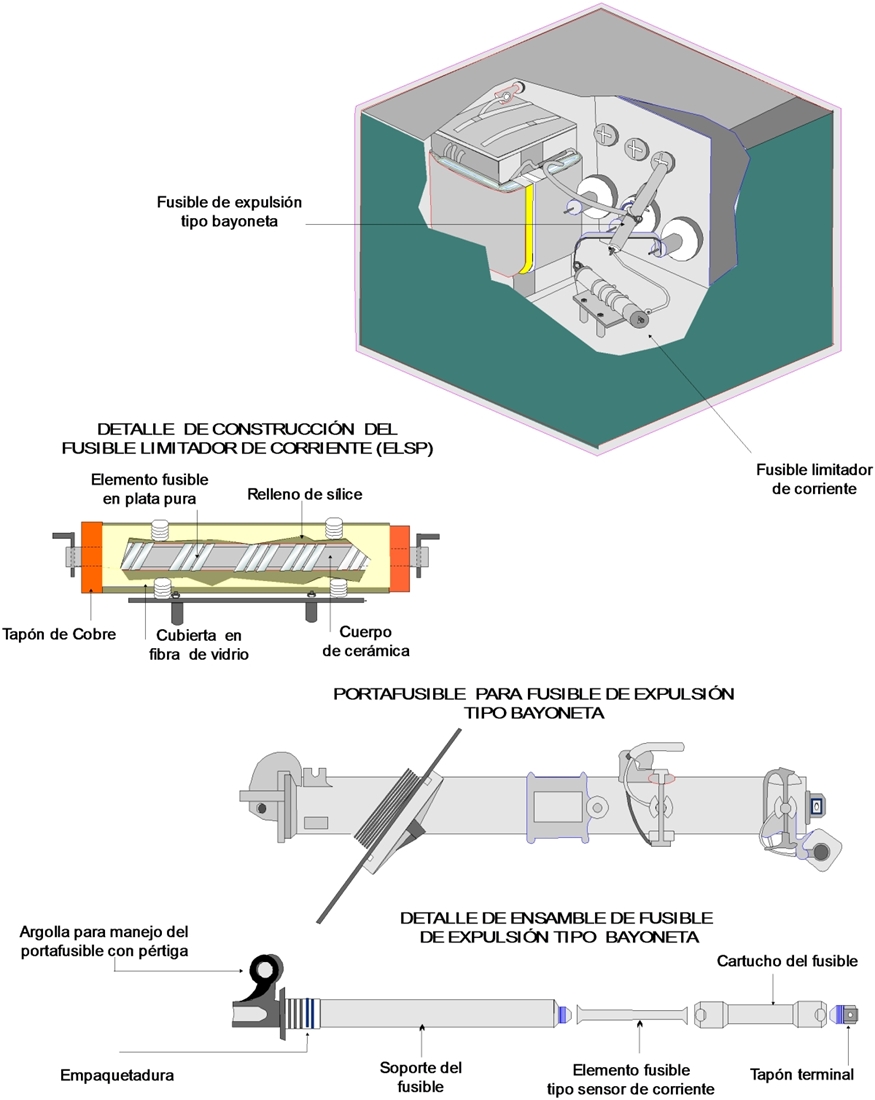 Fusible de expulsión
tipo bayoneta
Fusible limitador
de corriente
DETALLE DE CONSTRUCCIÓN DEL
FUSIBLE LIMITADOR DE CORRIENTE (ELSP)
Elemento fusible
en plata pura
Relleno de sílice
Tapón de Cobre
Cubierta en
fibra de vidrio
Cuerpo
de cerámica
PORTAFUSIBLE PARA FUSIBLE DE EXPULSIÓN
TIPO BAYONETA
DETALLE DE ENSAMBLE DE FUSIBLE
DE EXPULSIÓN TIPO BAYONETA
Argolla para manejo del
portafusible con pértiga
Cartucho del fusible
Empaquetadura
Soporte del
fusible
Elemento fusible
tipo sensor de corriente
Tapón terminal